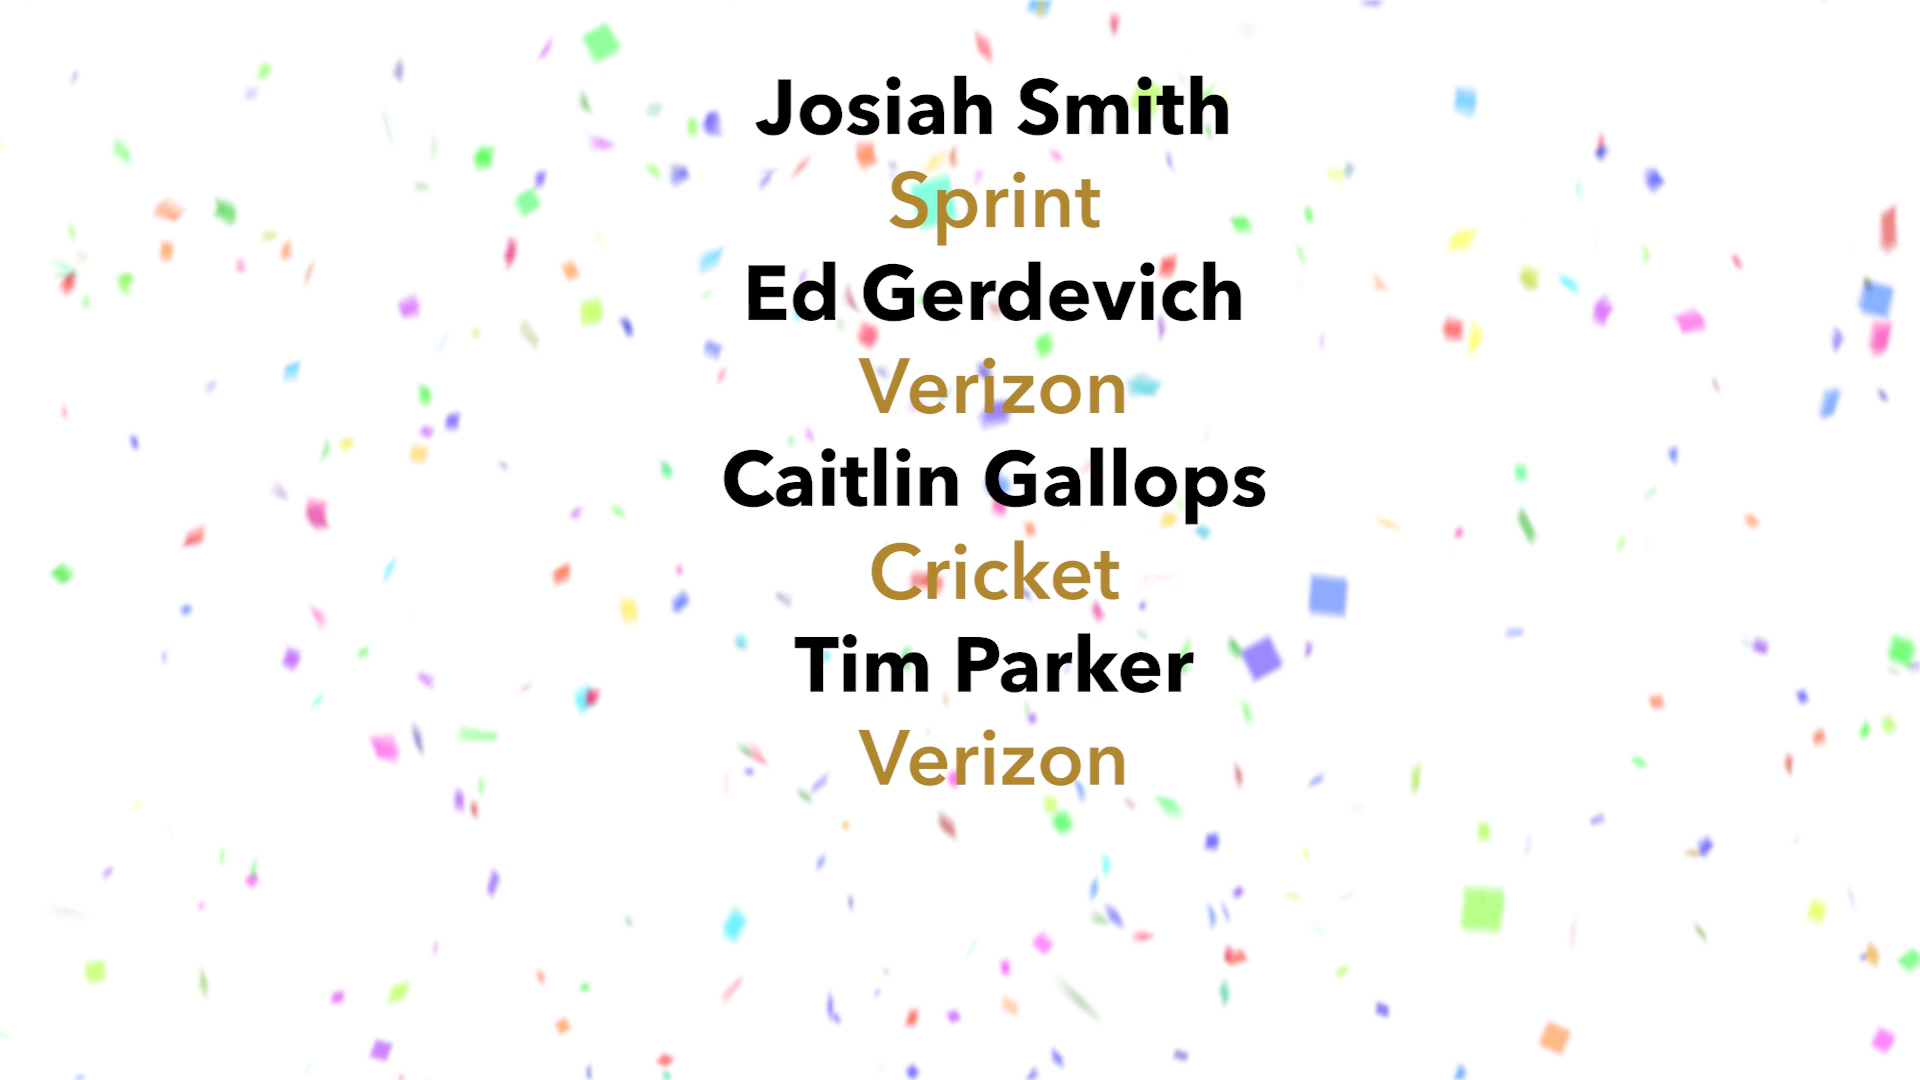 Josiah Smith
Sprint
Ed Gerdevich
Verizon
Caitlin Gallops
Cricket
Tim Parker
Verizon